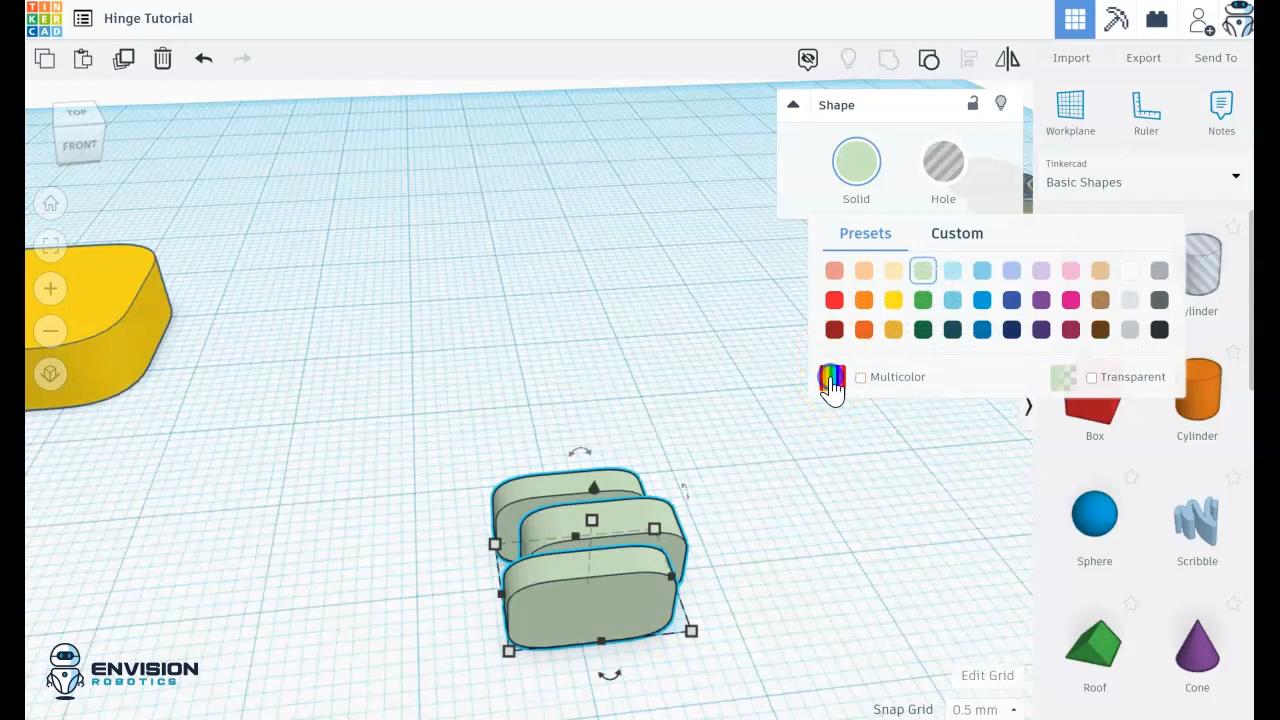 TIN
KER
CAD
Hinge Tutorial
Import
Export
Send To
TOP
FRONT
Shape
Workplane
Ruler
Notes
Tinkercad
Basic Shapes
Solid
Hole
Presets
Custom
Multicolor
Transparent
ylinder
Box
Cylinder
Sphere
Scribble
Roof
Cone
ENVISION
ROBOTICS
Edit Grid
Snap Grid
0.5 mm